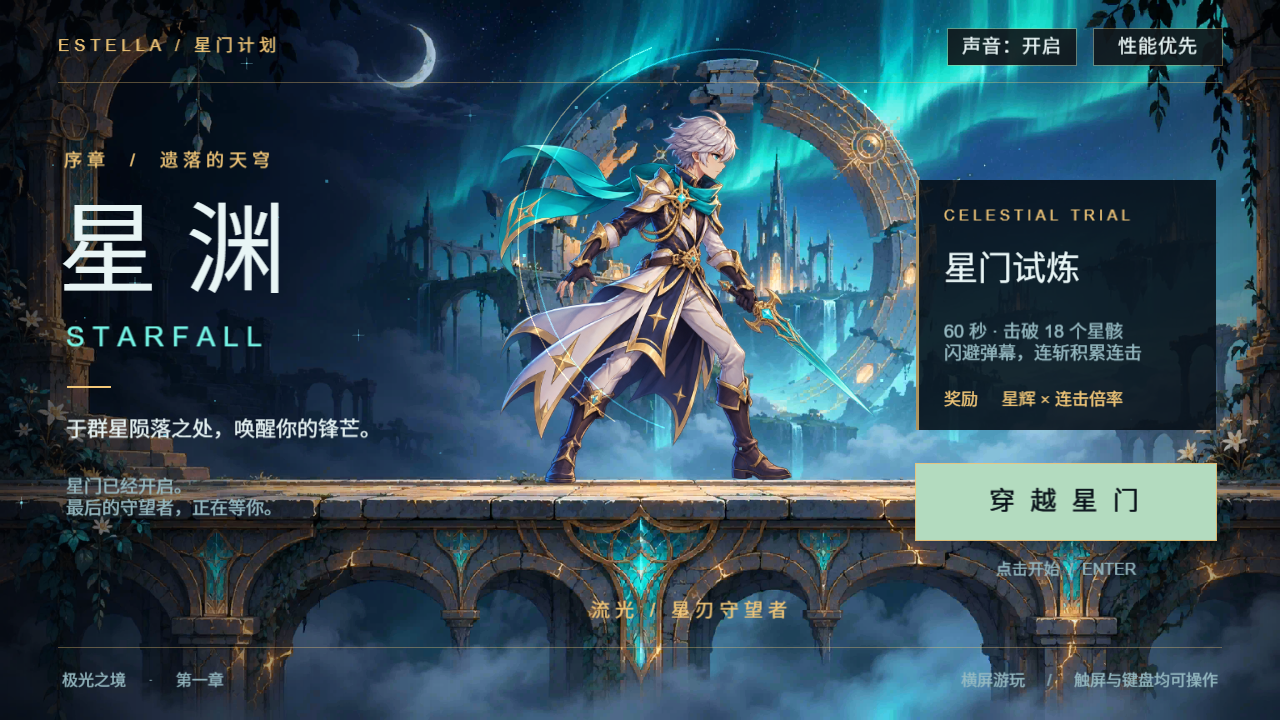 ESTELLA / 星门计划
声音：开启
性能优先
序章 / 遗落的天穹
星渊
STARFALL
于群星陨落之处，唤醒你的锋芒。
星门已经开启。
最后的守望者，正在等你。
CELESTIAL TRIAL
星门试炼
60 秒 · 击破 18 个星骸
闪避弹幕，连斩积累连击
奖励 星辉 × 连击倍率
穿越星门
点击开始 / ENTER
流光 / 星刃守望者
极光之境 · 第一章
横屏游玩 / 触屏与键盘均可操作